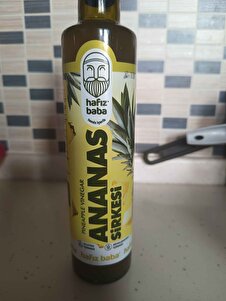 hafız
baba
PINEAPPLE VINEGAR
ANANAS
SİRKESİ
hafız baba